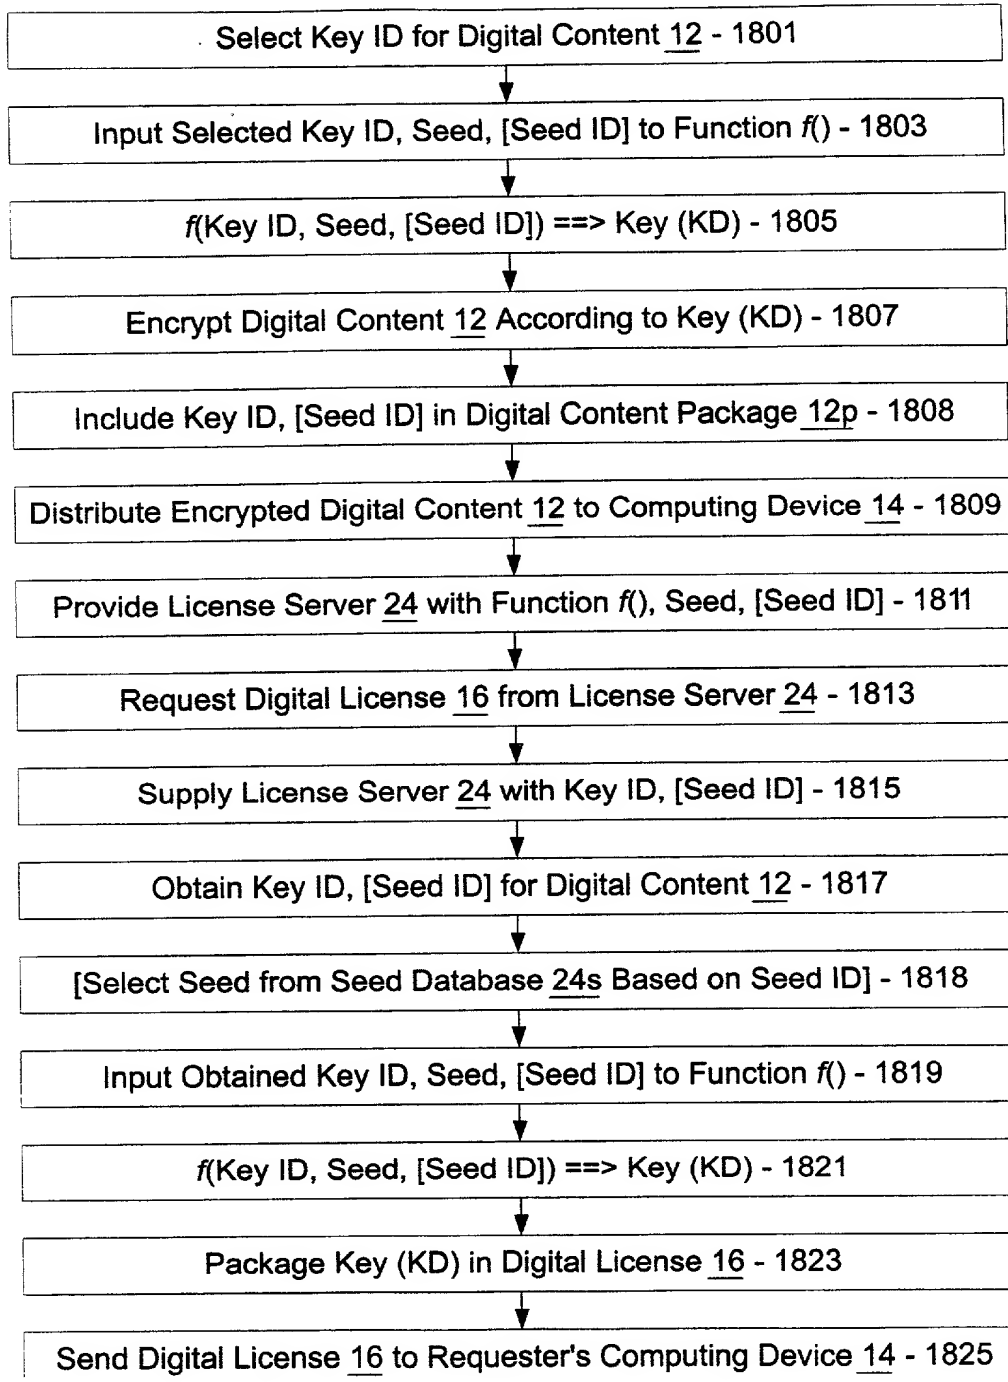 Select Key ID for Digital Content 12 - 1801
Input Selected Key ID, Seed, [Seed ID] to Function f() - 1803
f(Key ID, Seed, [Seed ID]) ==> Key (KD) - 1805
Encrypt Digital Content 12 According to Key (KD) - 1807
Include Key ID, [Seed ID] in Digital Content Package 12p - 1808
Distribute Encrypted Digital Content 12 to Computing Device 14 - 1809
Provide License Server 24 with Function f(), Seed, [Seed ID] - 1811
Request Digital License 16 from License Server 24 - 1813
Supply License Server 24 with Key ID, [Seed ID] - 1815
Obtain Key ID, [Seed ID] for Digital Content 12 - 1817
[Select Seed from Seed Database 24s Based on Seed ID] - 1818
Input Obtained Key ID, Seed, [Seed ID] to Function f() - 1819
f(Key ID, Seed, [Seed ID]) ==> Key (KD) - 1821
Package Key (KD) in Digital License 16 - 1823
Send Digital License 16 to Requester's Computing Device 14 - 1825